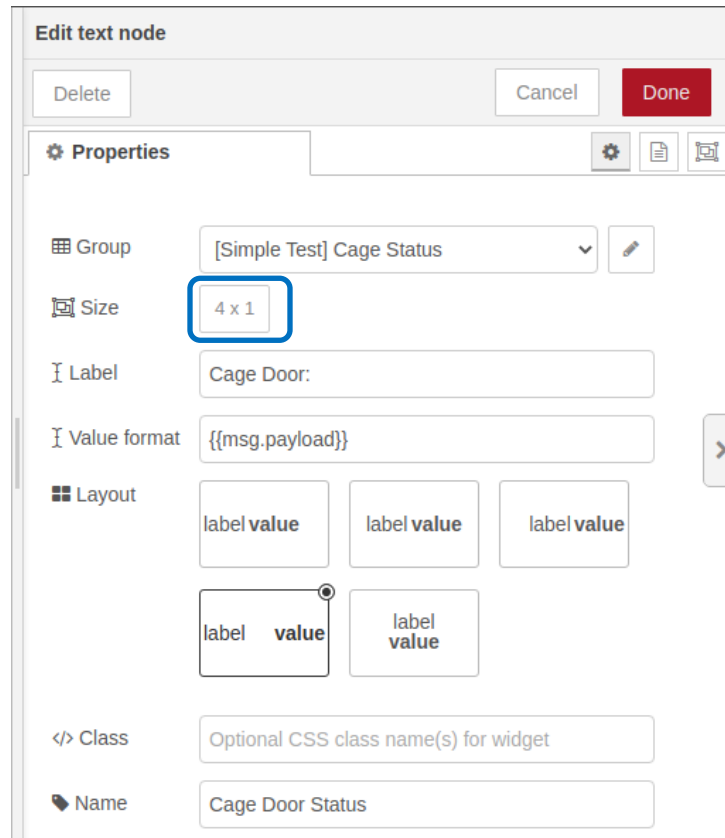 Edit text node
Delete Cancel Done
Properties
Group [Simple Test] Cage Status
Size 4 x 1
Label Cage Door:
Value format {{msg.payload}}
Layout label value label value label value
label value label
value
Class Optional CSS class name(s) for widget
Name Cage Door Status